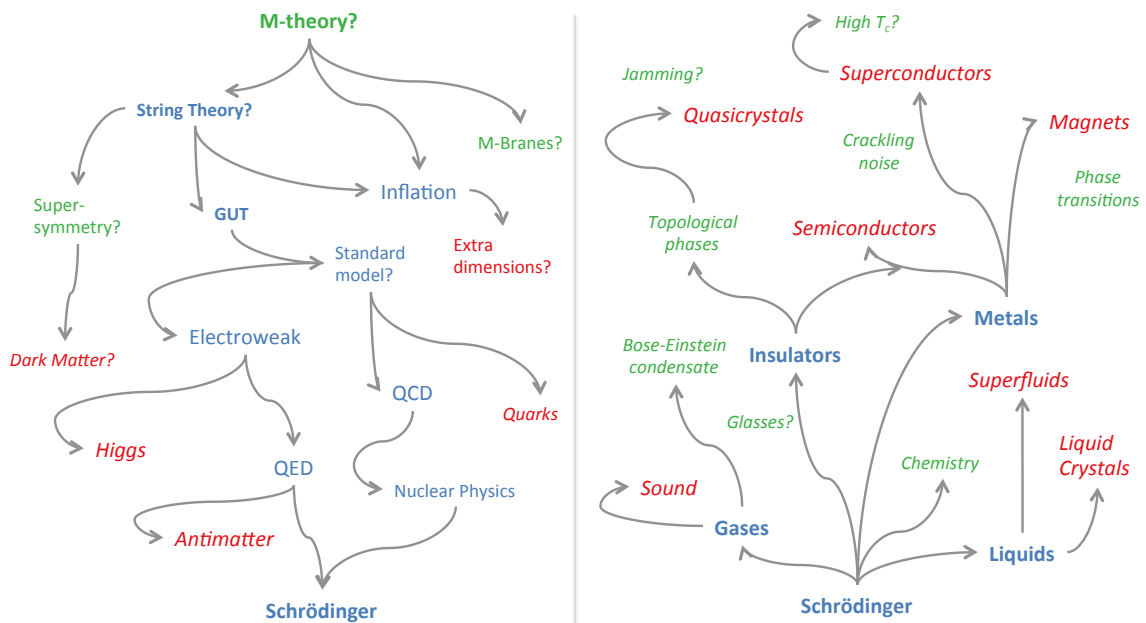 M-theory?
String Theory?
M-Branes?
Inflation
Super-
symmetry?
GUT
Standard
model?
Extra
dimensions?
Electroweak
Dark Matter?
QCD
Quarks
Higgs
QED
Nuclear Physics
Antimatter
Schrödinger
High Tc?
Superconductors
Jamming?
Quasicrystals
Magnets
Crackling
noise
Phase
transitions
Topological
phases
Semiconductors
Metals
Bose-Einstein
condensate
Insulators
Superfluids
Glasses?
Liquid
Crystals
Chemistry
Sound
Gases
Liquids
Schrödinger